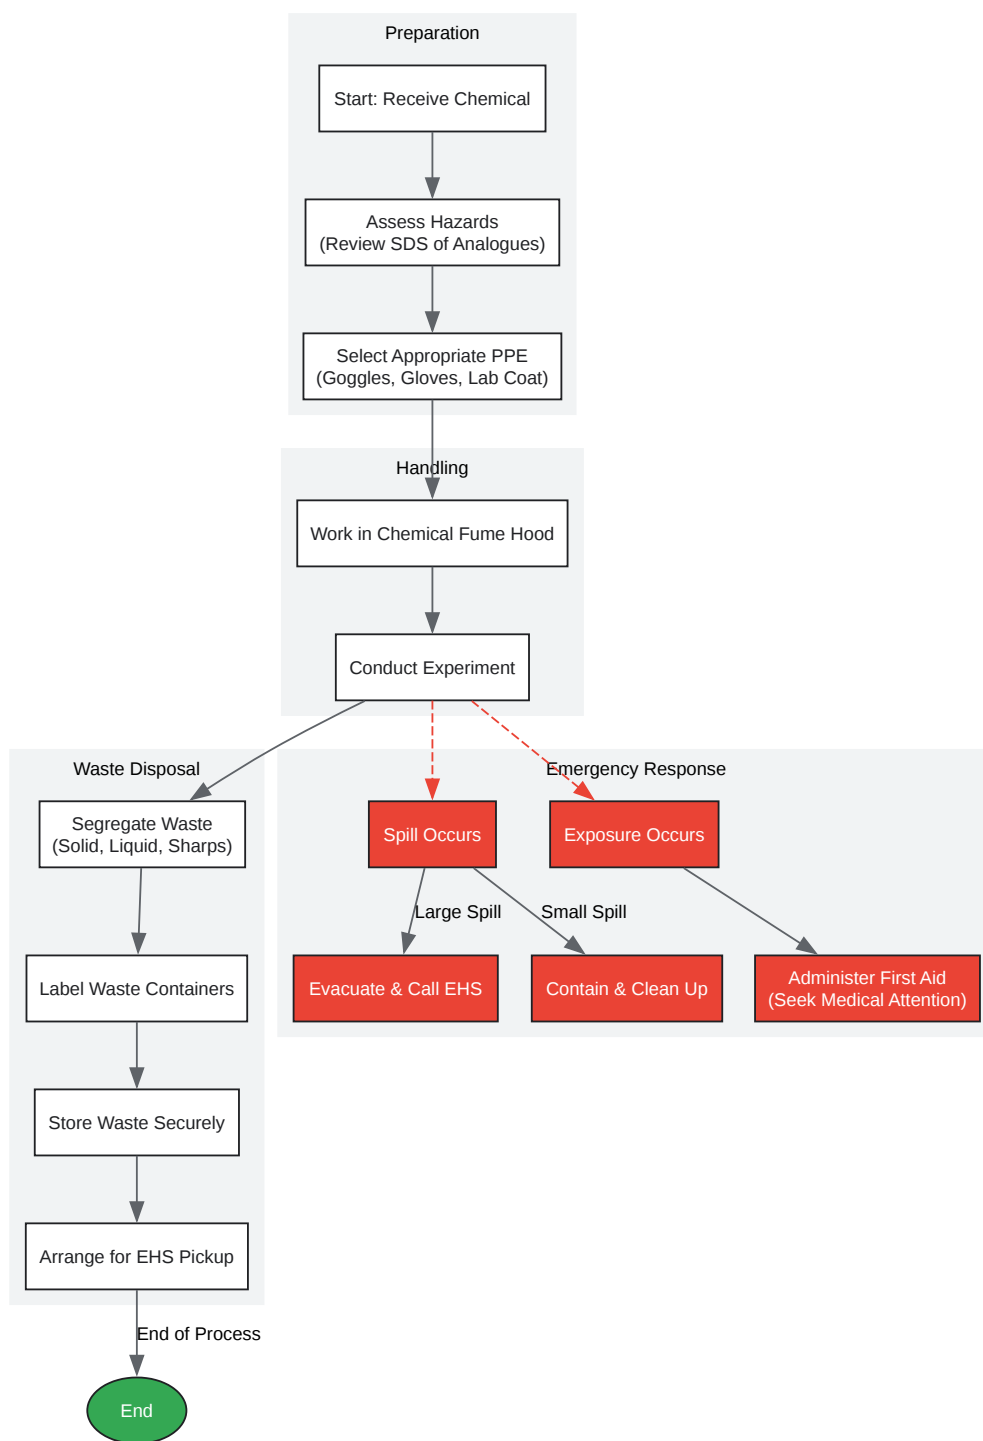 Preparation
Start: Receive Chemical
Assess Hazards
(Review SDS of Analogues)
Select Appropriate PPE
(Goggles, Gloves, Lab Coat)
Handling
Work in Chemical Fume Hood
Conduct Experiment
Waste Disposal
Segregate Waste
(Solid, Liquid, Sharps)
Label Waste Containers
Store Waste Securely
Arrange for EHS Pickup
End of Process
End
Emergency Response
Spill Occurs
Exposure Occurs
Large Spill
Small Spill
Evacuate & Call EHS
Contain & Clean Up
Administer First Aid
(Seek Medical Attention)